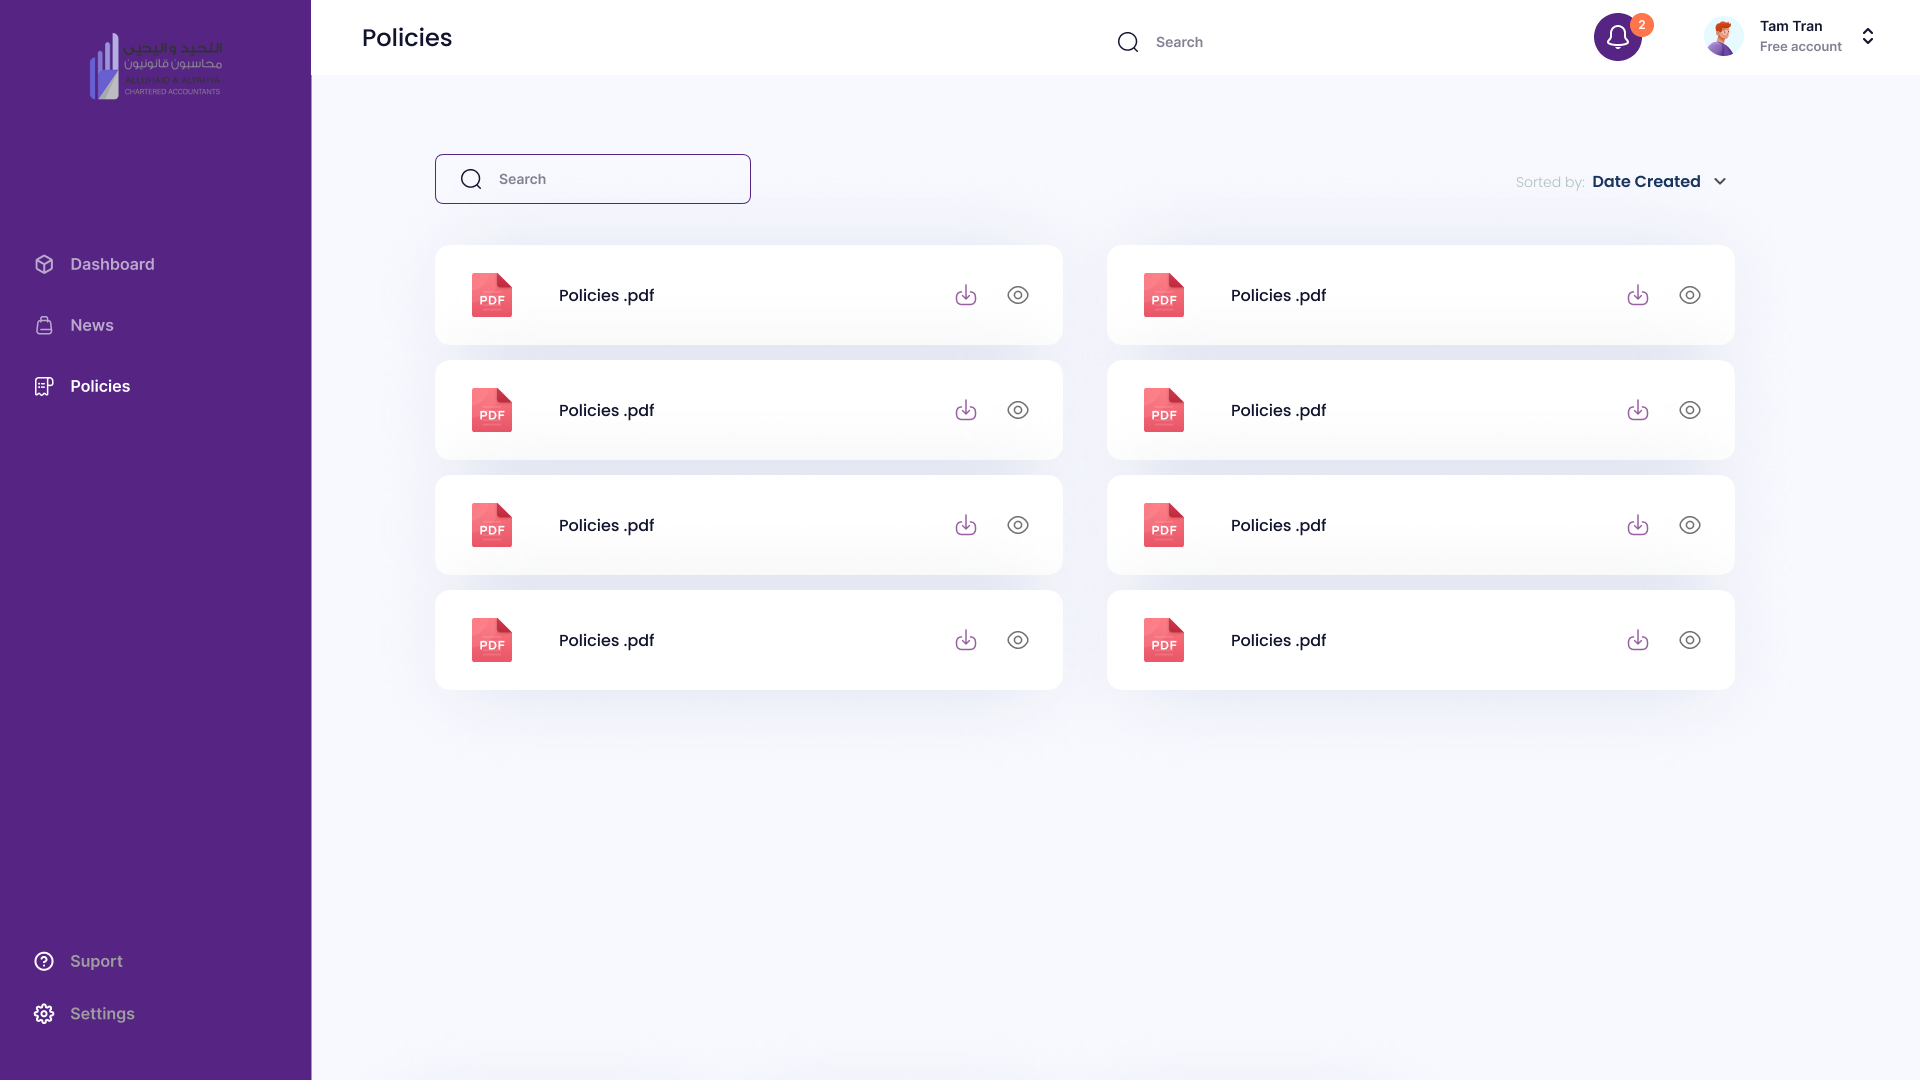 النحيد واليحيى
محاسبون قانونيون
CHARTERED ACCOUNTANTS
Dashboard
News
Policies
Suport
Settings
Policies
Search
2
Tam Tran
Free account
Search
Sorted by: Date Created
PDF Policies .pdf
PDF Policies .pdf
PDF Policies .pdf
PDF Policies .pdf
PDF Policies .pdf
PDF Policies .pdf
PDF Policies .pdf
PDF Policies .pdf